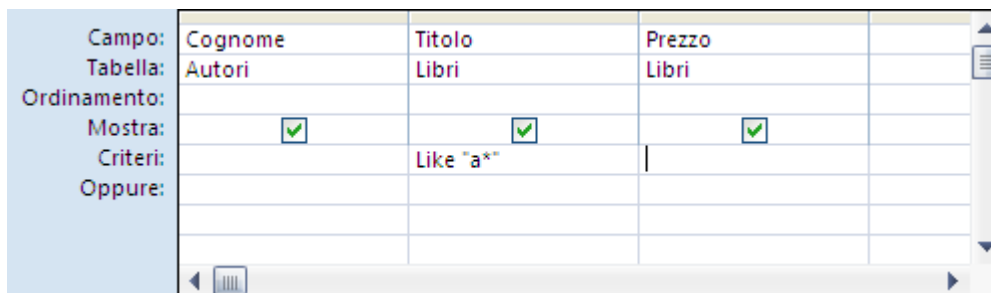 Campo: Cognome Titolo Prezzo
Tabella: Autori Libri Libri
Ordinamento:
Mostra:
Criteri: Like "a*"
Oppure: